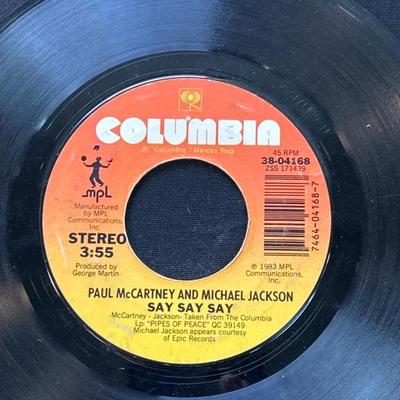 COLUMBIA
® "Columbia" Marcas Reg
mpl
Manufactured
by MPL
Communications,
Inc.
STEREO
3:55
Produced by
George Martin
45 RPM
38-04168
ZSS 171439
7464-04168-7
℗ 1983 MPL
Communications,
Inc.
PAUL McCARTNEY AND MICHAEL JACKSON
SAY SAY SAY
-McCartney - Jackson- Taken From The Columbia
Lp: "PIPES OF PEACE" QC 39149
Michael Jackson appears courtesy
of Epic Records